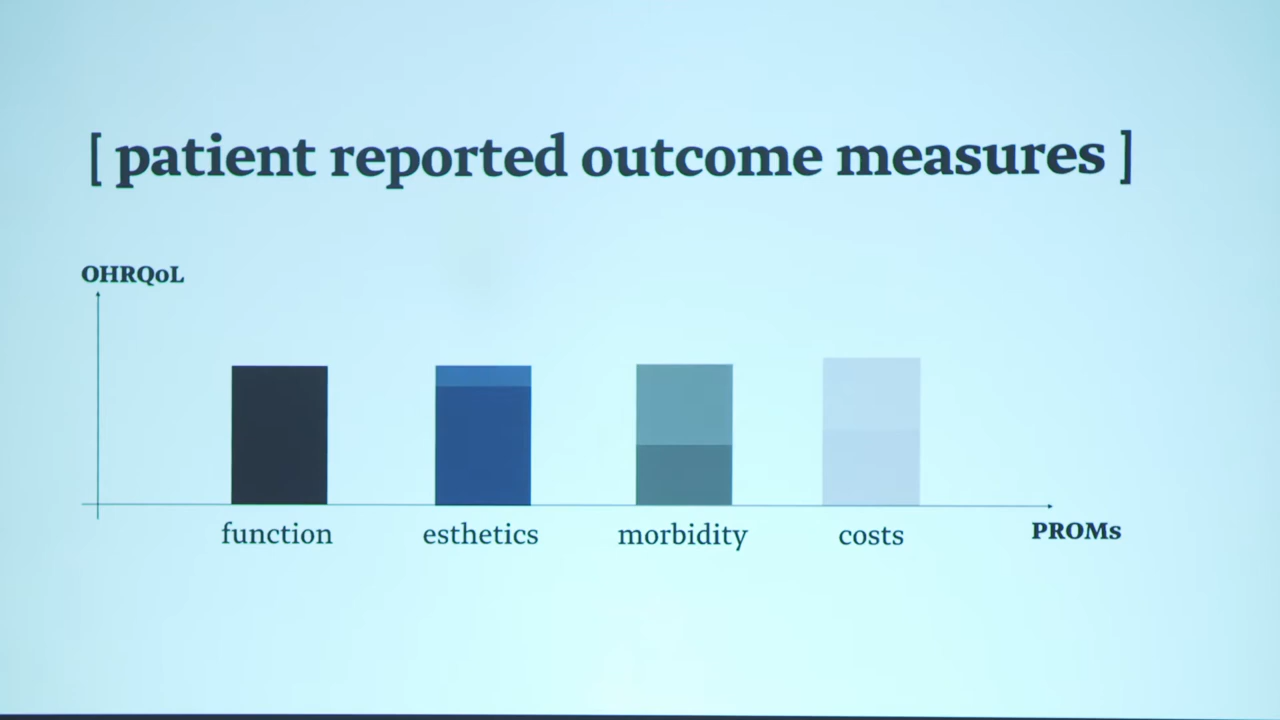 [ patient reported outcome measures ]
OHRQoL
function
esthetics
morbidity
costs
PROMs